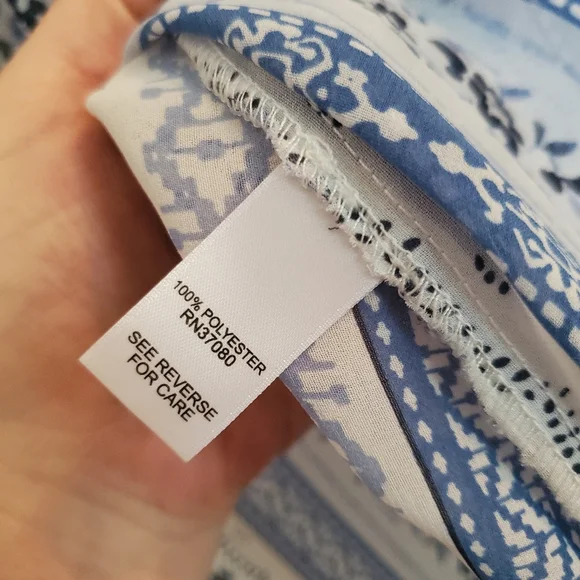 100% POLYESTER
RN37080
SEE REVERSE
FOR CARE